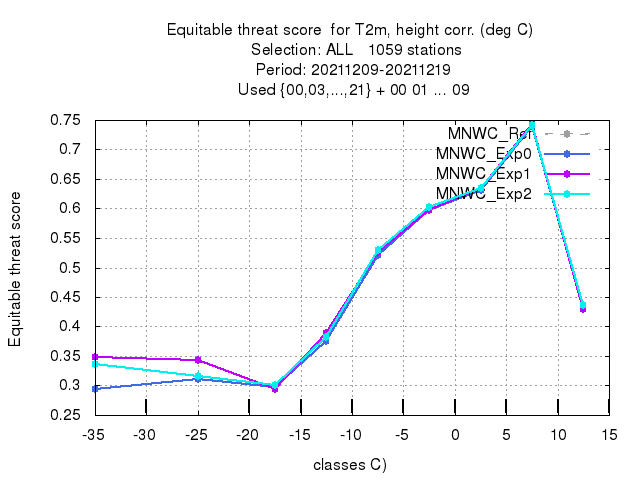 Equitable threat score for T2m, height corr. (deg C)
Selection: ALL 1059 stations
Period: 20211209-20211219
Used {00,03,...,21} + 00 01 ... 09
Equitable threat score
0.75
0.7
0.65
0.6
0.55
0.5
0.45
0.4
0.35
0.3
0.25
MNWC_Ref
MNWC_Exp0
MNWC_Exp1
MNWC_Exp2
-35 -30 -25 -20 -15 -10 -5 0 5 10 15
classes C)